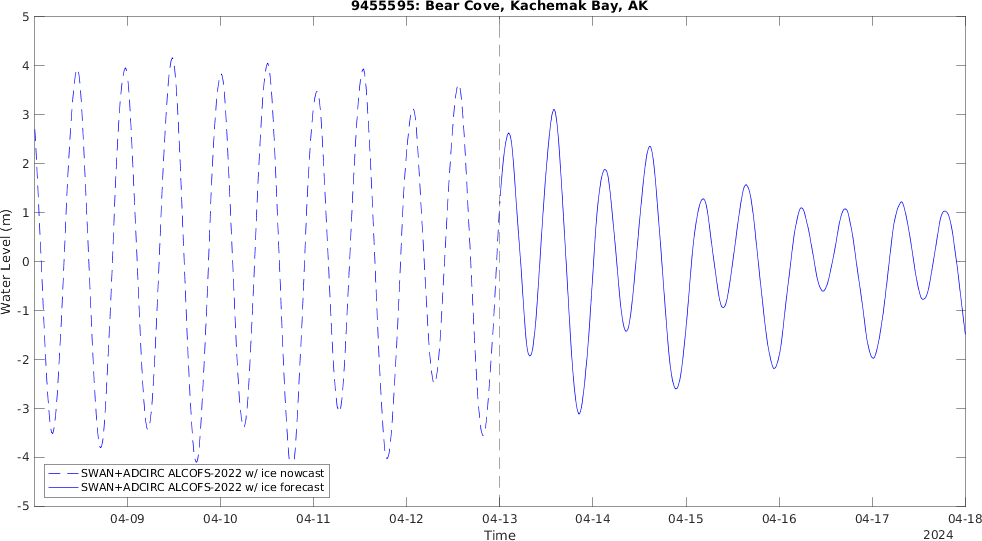 9455595: Bear Cove, Kachemak Bay, AK
5
4
3
2
1
0
-1
-2
-3
-4
-5
Water Level (m)
SWAN+ADCIRC ALCOFS-2022 w/ ice nowcast
SWAN+ADCIRC ALCOFS-2022 w/ ice forecast
04-09 04-10 04-11 04-12 04-13 04-14 04-15 04-16 04-17 04-18
Time
2024